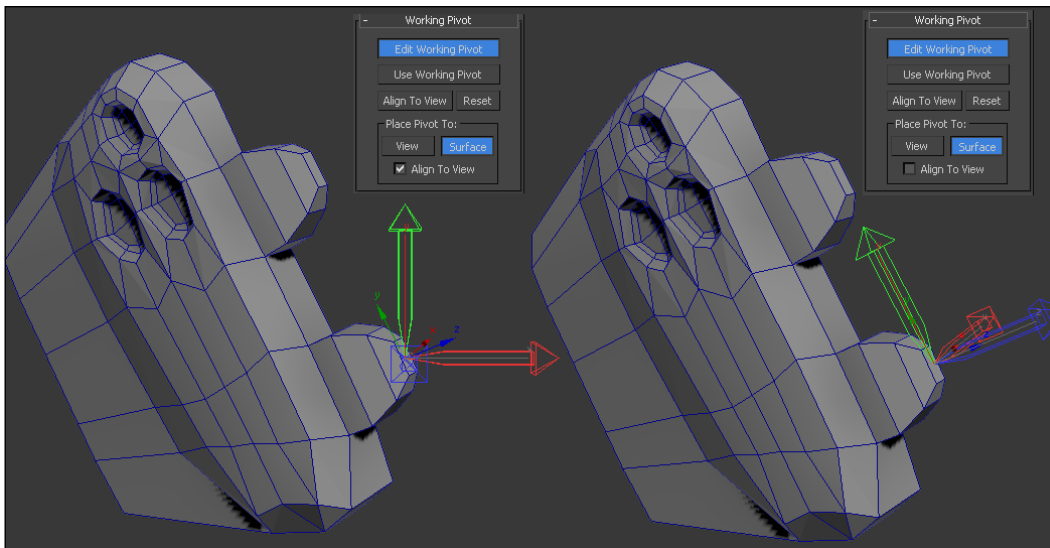 - Working Pivot
Edit Working Pivot
Use Working Pivot
Align To View Reset
Place Pivot To:
View Surface
Align To View
y x z
- Working Pivot
Edit Working Pivot
Use Working Pivot
Align To View Reset
Place Pivot To:
View Surface
Align To View
z